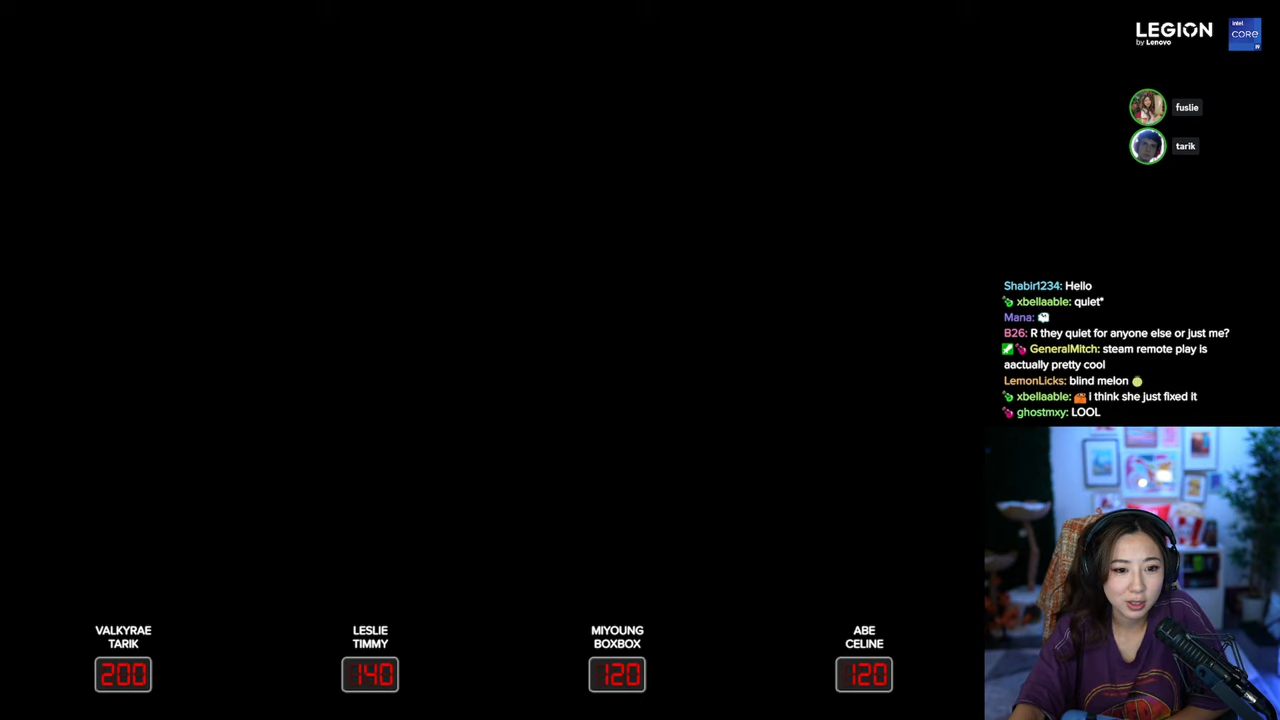 LEGION
by Lenovo
intel
CORE
i9
fuslie
tarik
Shabir1234: Hello
xbellaable: quiet*
Mana:
B26: R they quiet for anyone else or just me?
GeneralMitch: steam remote play is
aactually pretty cool
LemonLicks: blind melon
xbellaable: i think she just fixed it
ghostmxy: LOOL
VALKYRAE
TARIK
200
LESLIE
TIMMY
140
MIYOUNG
BOXBOX
120
ABE
CELINE
120